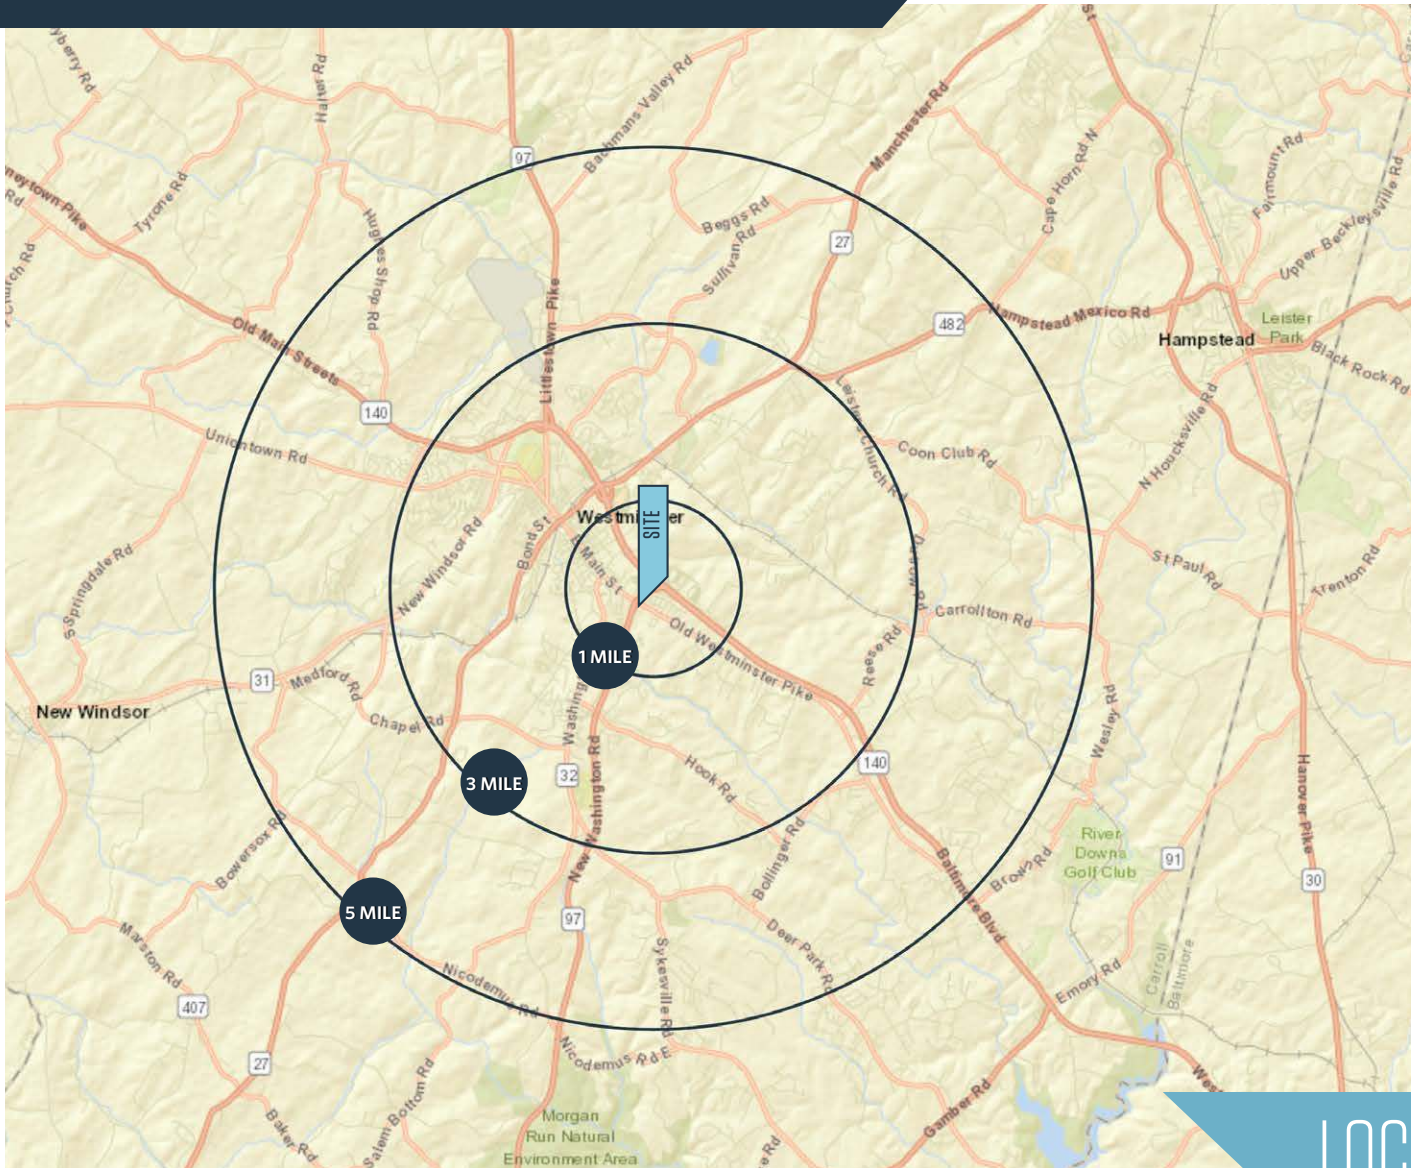 Halter Rd
Bachmans Valley Rd
Manchester Rd
97
Cape Horn Rd N
Fairmount Rd
Upper Beckleysville Rd
Tyrone Rd
Hughes Shop Rd
Beggs Rd
Sullivan Rd
27
482
Hampstead Mexico Rd
Hampstead
Leister
Park
Black Rock Rd
Old Main Streets
Littlestown Pike
140
Uniontown Rd
Leisters Church Rd
Coon Club Rd
N Houcksville Rd
SITE
Bond St
E Main St
New Windsor Rd
S Springdale Rd
St Paul Rd
Trenton Rd
Carrollton Rd
Old Westminster Pike
Reese Rd
1 MILE
31
Medford Rd
New Windsor
Chapel Rd
Wesley Rd
140
32
New Washington Rd
Hook Rd
3 MILE
Hanover Pike
Bowersox Rd
Bollinger Rd
River
Downs
Golf Club
91
30
Baltimore Blvd
5 MILE
97
Marston Rd
Nicodemus Rd
Sykesville Rd
Deer Park Rd
Emory Rd
Carroll
Baltimore
407
27
Nicodemus Rd E
Baker Rd
Salem Bottom Rd
Gamber Rd
Morgan
Run Natural
Environment Area
LOC